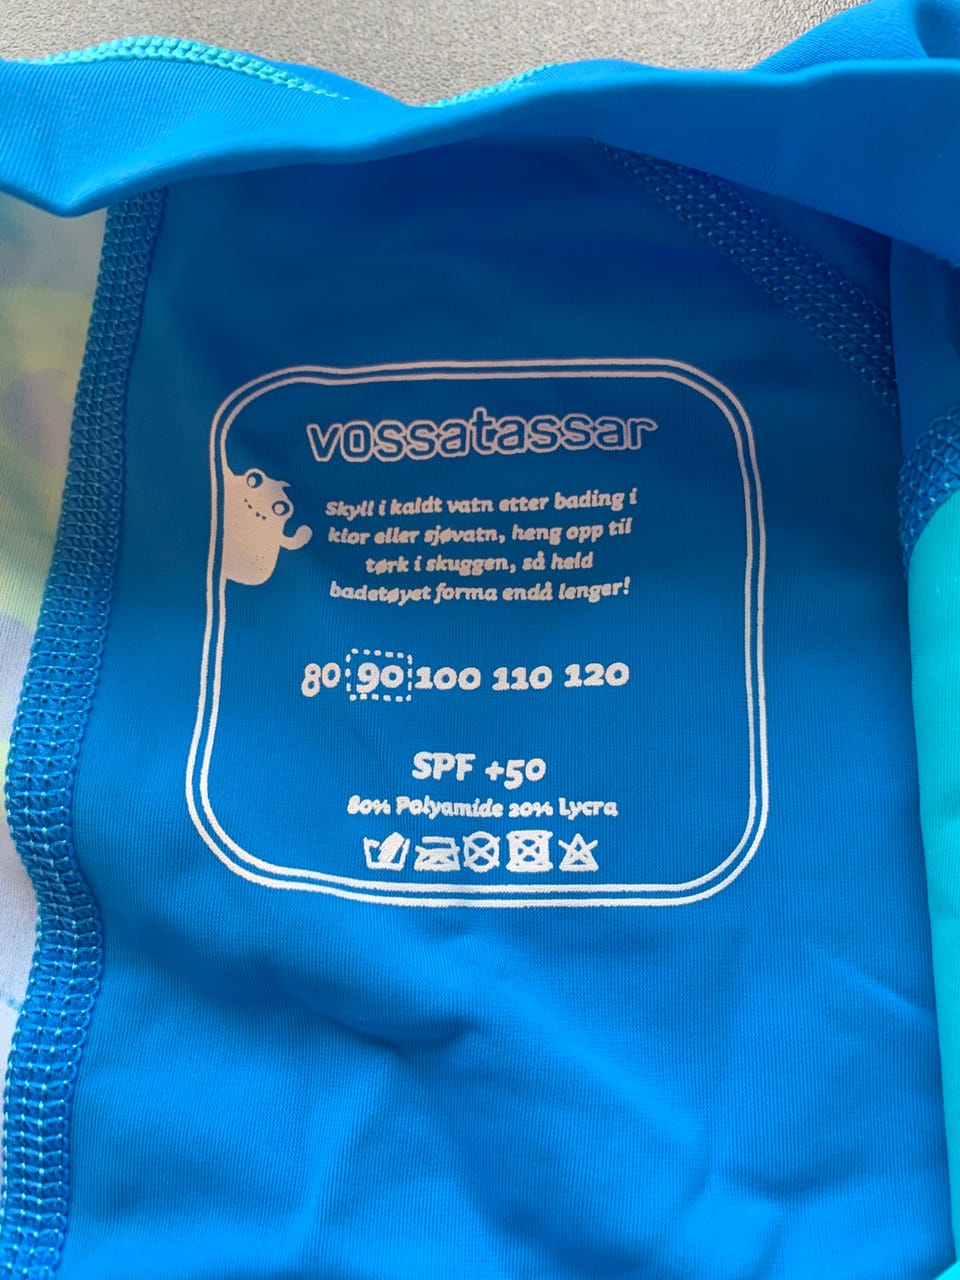 vossatassar
Skyll i kaldt vatn etter bading i
klor eller sjøvatn, heng opp til
tørk i skuggen, så held
badetøyet forma endå lenger!
80 90 100 110 120
SPF +50
80% Polyamide 20% Lycra